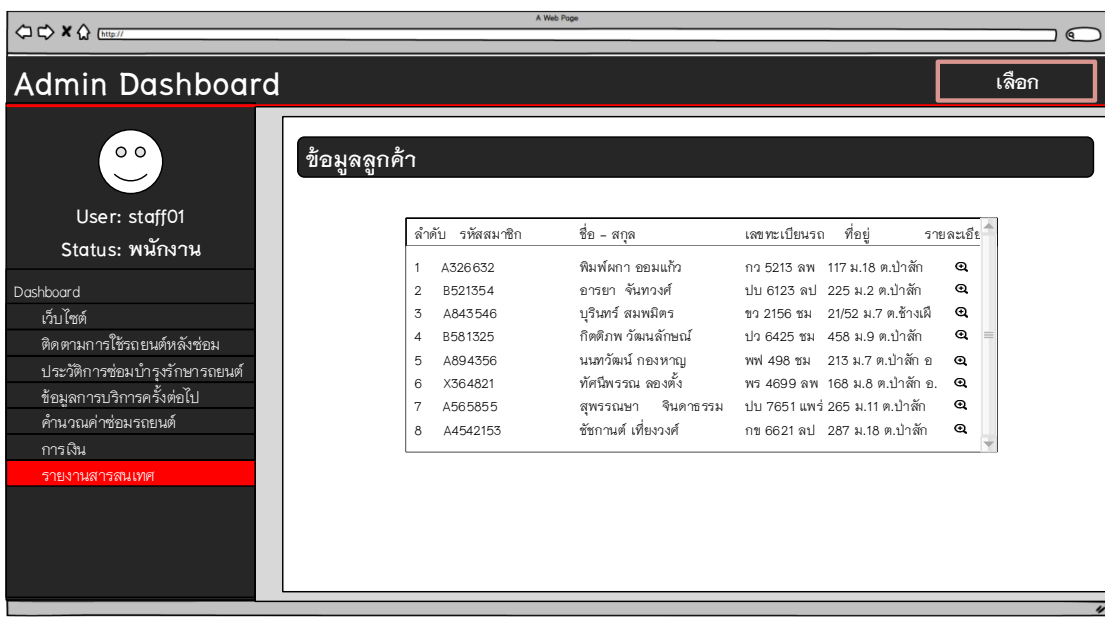 A Web Page
http://
Admin Dashboard
เลือก
User: staff01
Status: พนักงาน
Dashboard
เว็บไซต์
ติดตามการใช้รถยนต์หลังซ่อม
ประวัติการซ่อมบำรุงรักษารถยนต์
ข้อมูลการบริการครั้งต่อไป
คำนวณค่าซ่อมรถยนต์
การเงิน
รายงานสารสนเทศ
ข้อมูลลูกค้า
ลำดับ รหัสสมาชิก ชื่อ – สกุล เลขทะเบียนรถ ที่อยู่ รายละเอีย
1 A326632 พิมพ์ผกา ออมแก้ว กว 5213 ลพ 117 ม.18 ต.ป่าสัก
2 B521354 อารยา จันทวงศ์ ปบ 6123 ลป 225 ม.2 ต.ป่าสัก
3 A843546 บุรินทร์ สมพมิตร ขว 2156 ชม 21/52 ม.7 ต.ช้างเผื
4 B581325 กิตติภพ วัฒนลักษณ์ ปว 6425 ชม 458 ม.9 ต.ป่าสัก
5 A894356 นนทวัฒน์ กองหาญ พฬ 498 ชม 213 ม.7 ต.ป่าสัก อ
6 X364821 ทัศนีพรรณ ลองตั้ง พร 4699 ลพ 168 ม.8 ต.ป่าสัก อ.
7 A565855 สุพรรณษา จินดาธรรม ปบ 7651 แพร่ 265 ม.11 ต.ป่าสัก
8 A4542153 ชัชกานต์ เที่ยงวงศ์ กข 6621 ลป 287 ม.18 ต.ป่าสัก